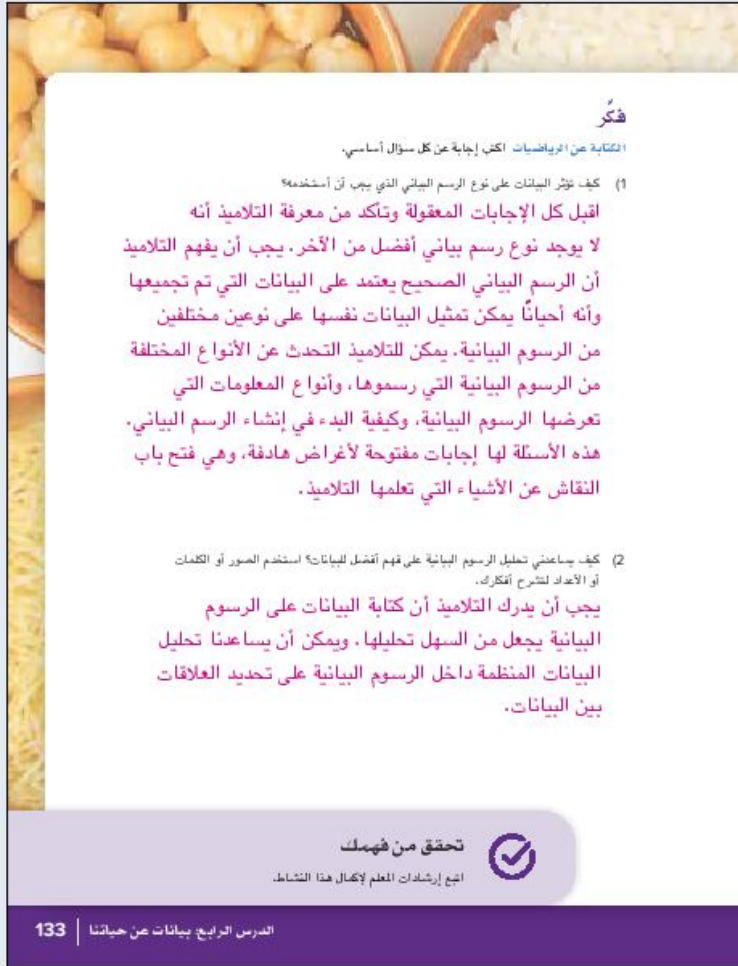 فكّر
الكتابة عن الرياضيات اكتب إجابة عن كل سؤال أساسي.
1) كيف تؤثر البيانات على نوع الرسم البياني الذي يجب أن أستخدمه؟
اقبل كل الإجابات المعقولة وتأكد من معرفة التلاميذ أنه
لا يوجد نوع رسم بياني أفضل من الآخر. يجب أن يفهم التلاميذ
أن الرسم البياني الصحيح يعتمد على البيانات التي تم تجميعها
وأنه أحيانًا يمكن تمثيل البيانات نفسها على نوعين مختلفين
من الرسوم البيانية. يمكن للتلاميذ التحدث عن الأنواع المختلفة
من الرسوم البيانية التي رسموها، وأنواع المعلومات التي
تعرضها الرسوم البيانية، وكيفية البدء في إنشاء الرسم البياني.
هذه الأسئلة لها إجابات مفتوحة لأغراض هادفة، وهي فتح باب
النقاش عن الأشياء التي تعلمها التلاميذ.
2) كيف يساعدني تحليل الرسوم البيانية على فهم أفضل للبيانات؟ استخدم الصور أو الكلمات
أو الأعداد لتشرح أفكارك.
يجب أن يدرك التلاميذ أن كتابة البيانات على الرسوم
البيانية يجعل من السهل تحليلها. ويمكن أن يساعدنا تحليل
البيانات المنظمة داخل الرسوم البيانية على تحديد العلاقات
بين البيانات.
تحقق من فهمك
اتبع إرشادات المعلم لإكمال هذا النشاط.
الدرس الرابع: بيانات عن حياتنا | 133